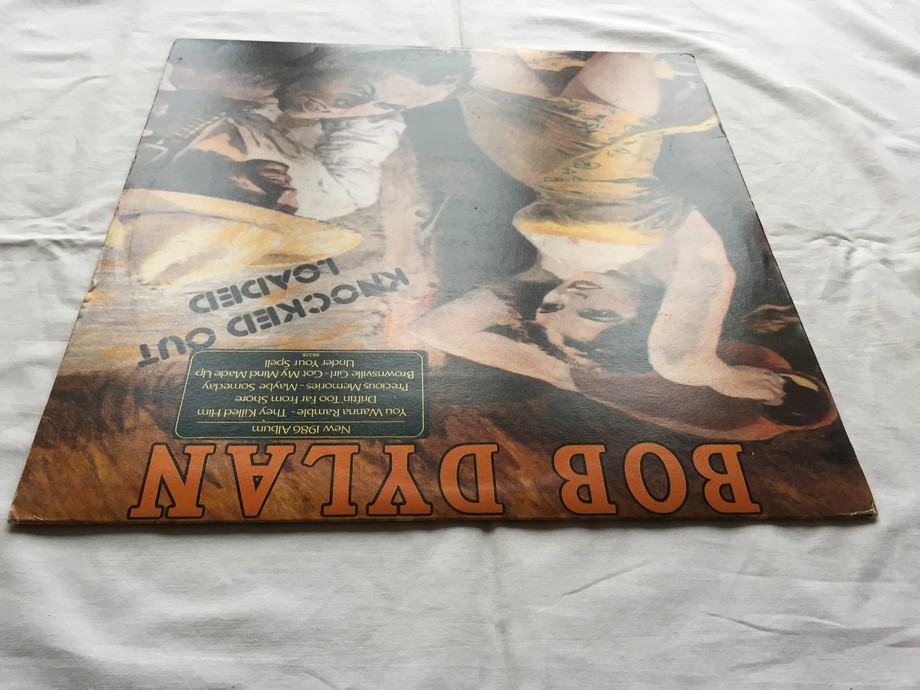 BOB DYLAN
New 1986 Album
You Wanna Ramble - They Killed Him
Driftin Too Far From Shore
Precious Memories - Maybe Someday
Brownsville Girl - Got My Mind Made Up
Under Your Spell
86326
KNOCKED OUT
LOADED